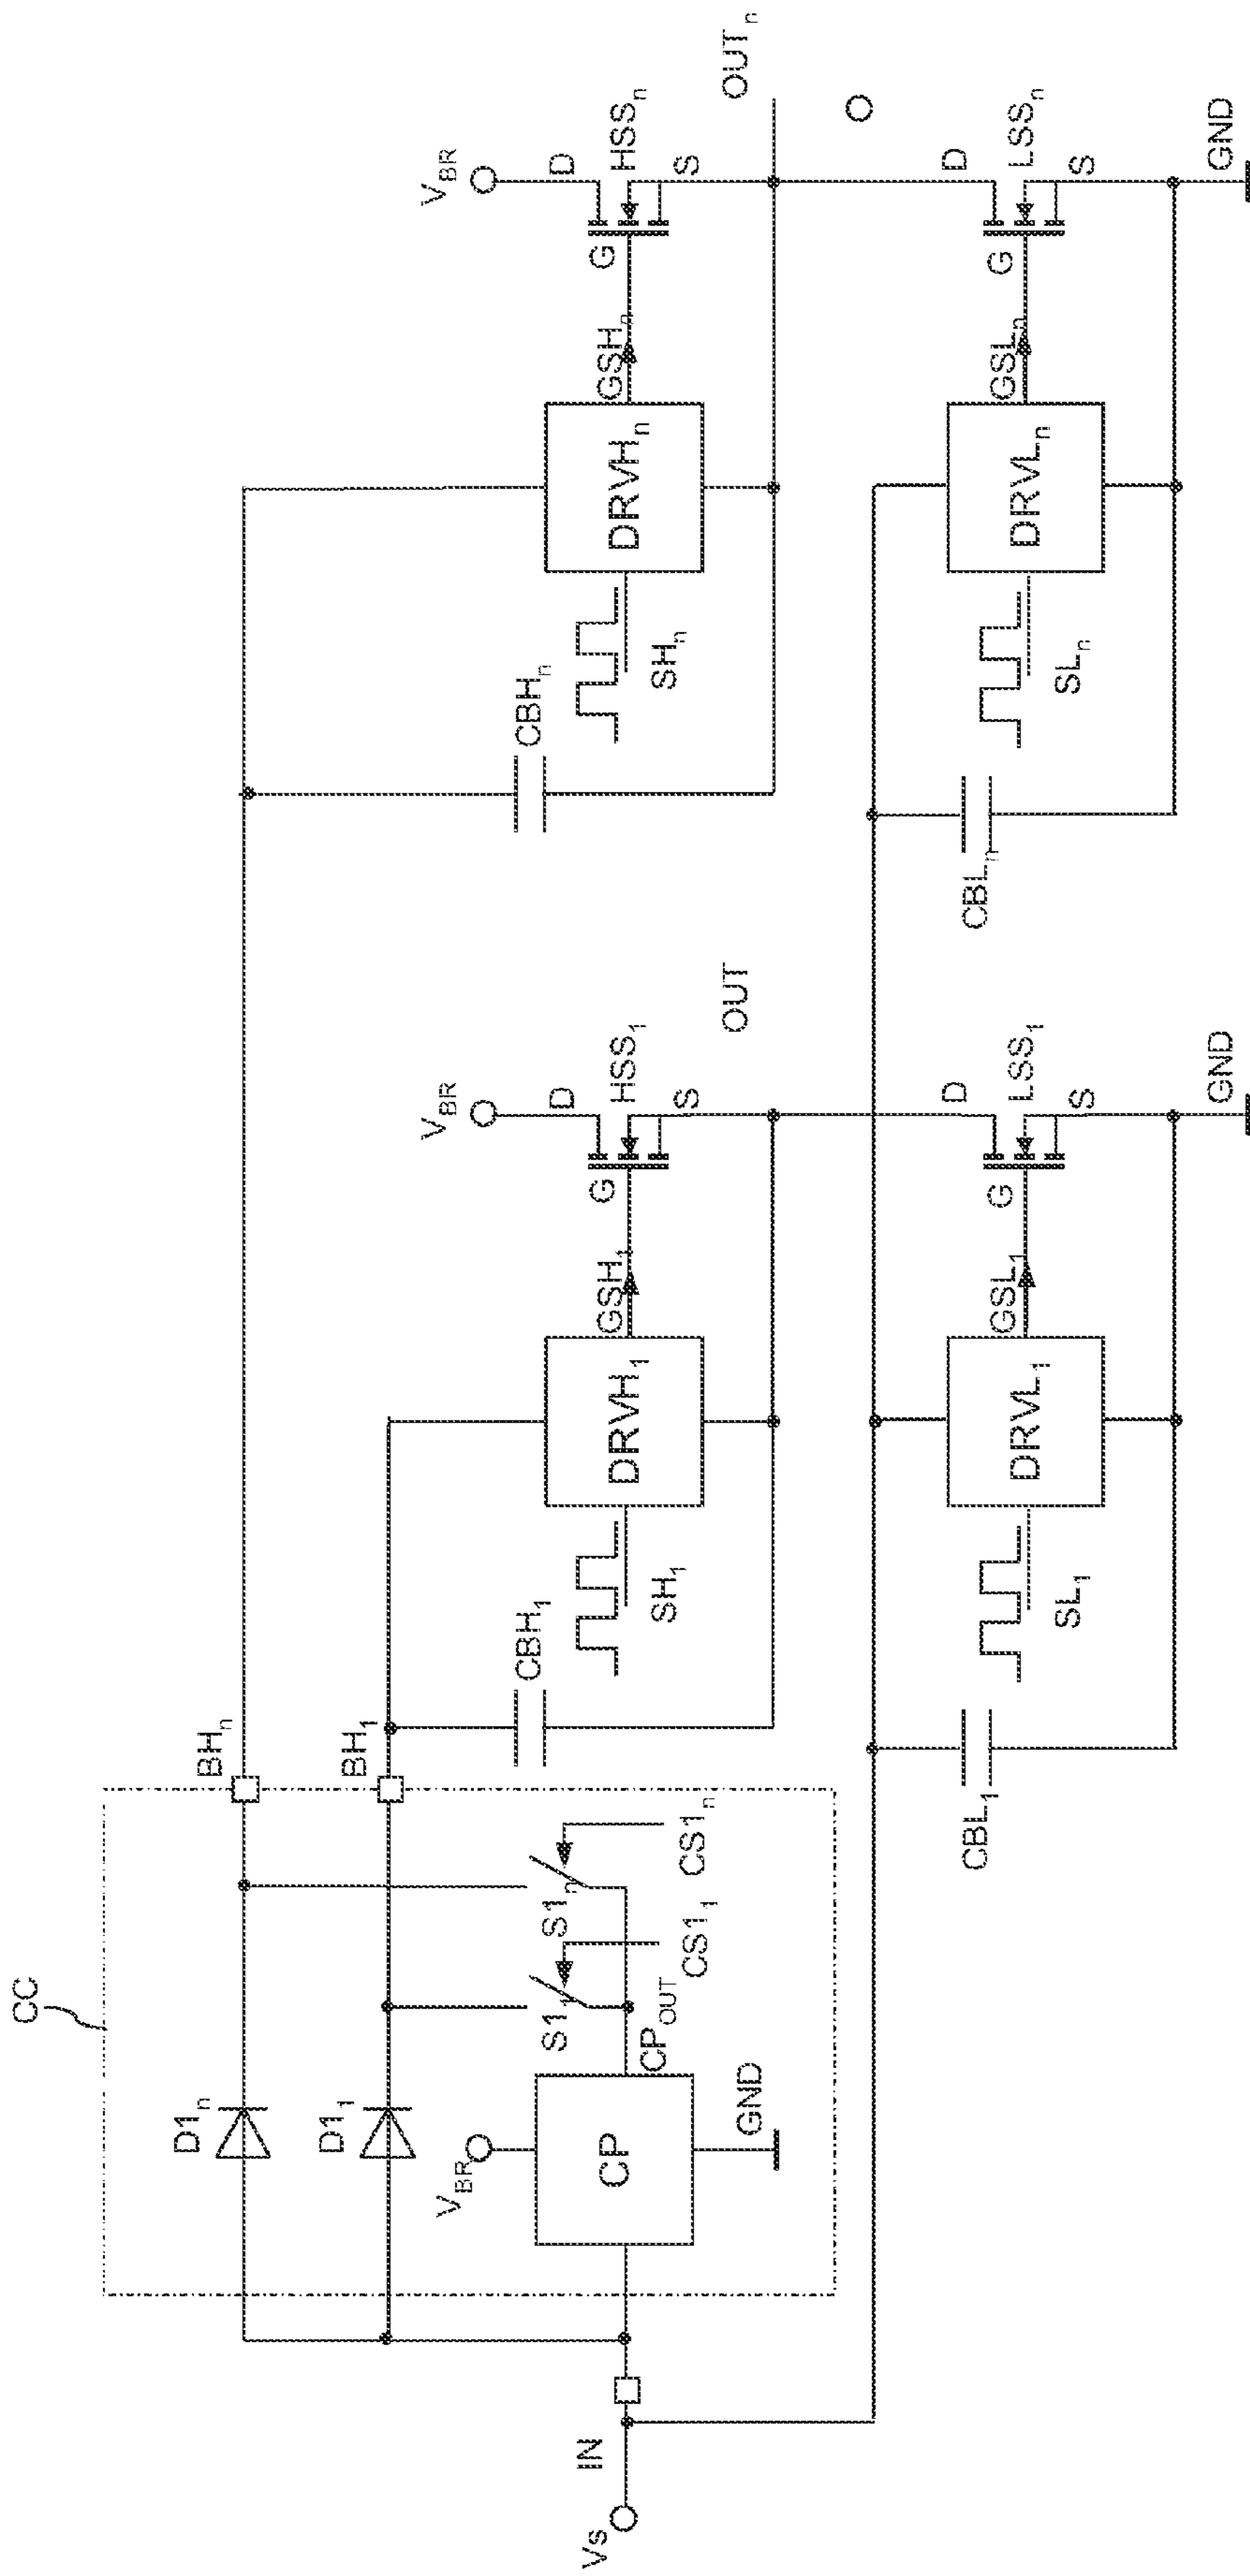 CC
D1n
BHn
D11
BH1
VBR
CP
CPOUT
GND
S11
CS11
S1n
CS1n
Vs
IN
CBH1
SH1
DRVH1
GSH1
G
VBR
D
HSS1
S
OUT
CBL1
SL1
DRVL1
GSL1
G
D
LSS1
S
GND
CBHn
SHn
DRVHn
GSHn
G
VBR
D
HSSn
S
OUTn
O
CBLn
SLn
DRVLn
GSLn
G
D
LSSn
S
GND